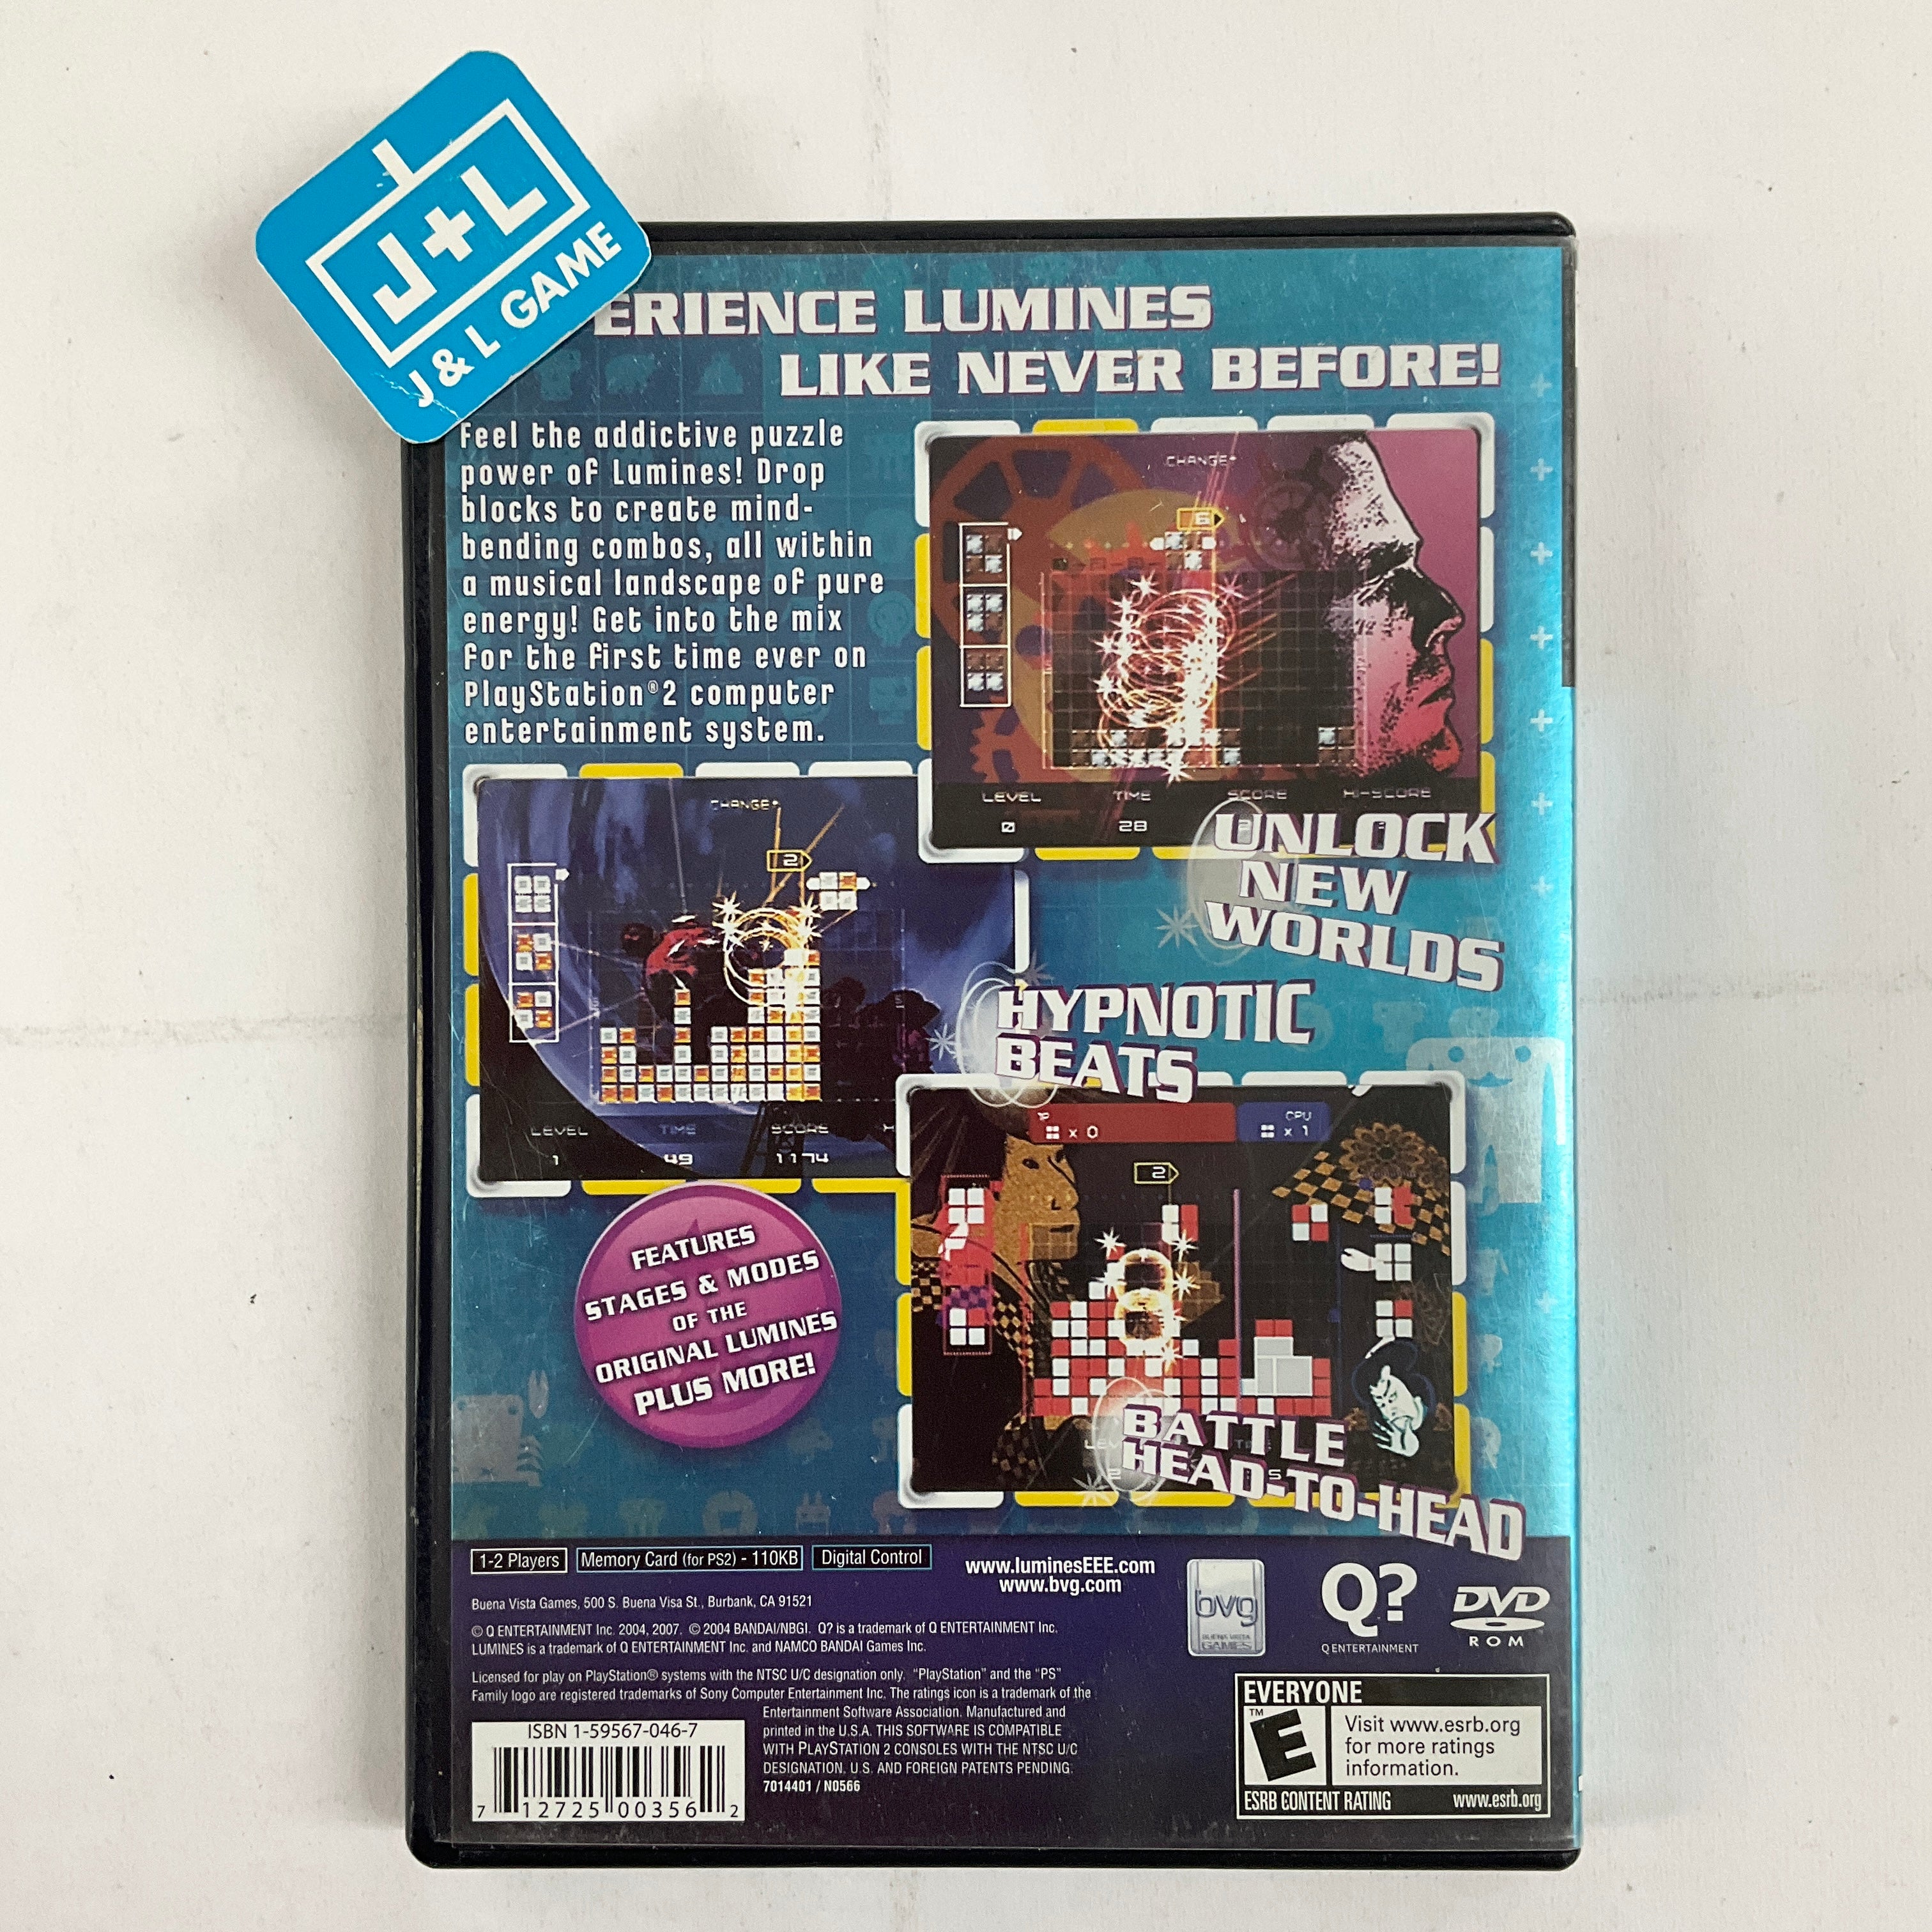 J+L
J & L GAME
ERIENCE LUMINES
LIKE NEVER BEFORE!
Feel the addictive puzzle
power of Lumines! Drop
blocks to create mind-
bending combos, all within
a musical landscape of pure
energy! Get into the mix
for the first time ever on
PlayStation®2 computer
entertainment system.
CHANGE
6
LEVEL TIME SCORE HI-SCORE
0 28
UNLOCK
NEW
WORLDS
CHANGE
2
LEVEL TIME SCORE H
1 49 1174
HYPNOTIC
BEATS
1P
x 0
CPU
x 1
2
FEATURES
STAGES & MODES
OF THE
ORIGINAL LUMINES
PLUS MORE!
BATTLE
HEAD-TO-HEAD
1-2 Players
Memory Card (for PS2) - 110KB
Digital Control
www.luminesEEE.com
www.bvg.com
bvg
BUENA VISTA
GAMES
Q?
Q ENTERTAINMENT
DVD
ROM
Buena Vista Games, 500 S. Buena Visa St., Burbank, CA 91521
© Q ENTERTAINMENT Inc. 2004, 2007. © 2004 BANDAI/NBGI. Q? is a trademark of Q ENTERTAINMENT Inc.
LUMINES is a trademark of Q ENTERTAINMENT Inc. and NAMCO BANDAI Games Inc.
Licensed for play on PlayStation® systems with the NTSC U/C designation only. "PlayStation" and the "PS"
Family logo are registered trademarks of Sony Computer Entertainment Inc. The ratings icon is a trademark of the
Entertainment Software Association. Manufactured and
printed in the U.S.A. THIS SOFTWARE IS COMPATIBLE
WITH PLAYSTATION 2 CONSOLES WITH THE NTSC U/C
DESIGNATION. U.S. AND FOREIGN PATENTS PENDING.
7014401 / N0566
ISBN 1-59567-046-7
7 12725 00356 2
EVERYONE
E
™
Visit www.esrb.org
for more ratings
information.
ESRB CONTENT RATING www.esrb.org